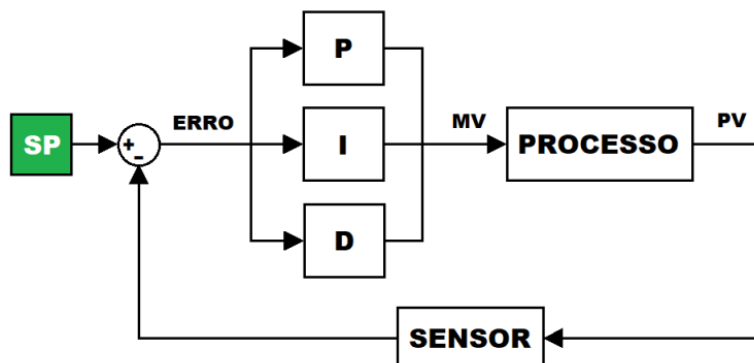 P
SP
+
-
ERRO
I
MV
PROCESSO
PV
D
SENSOR